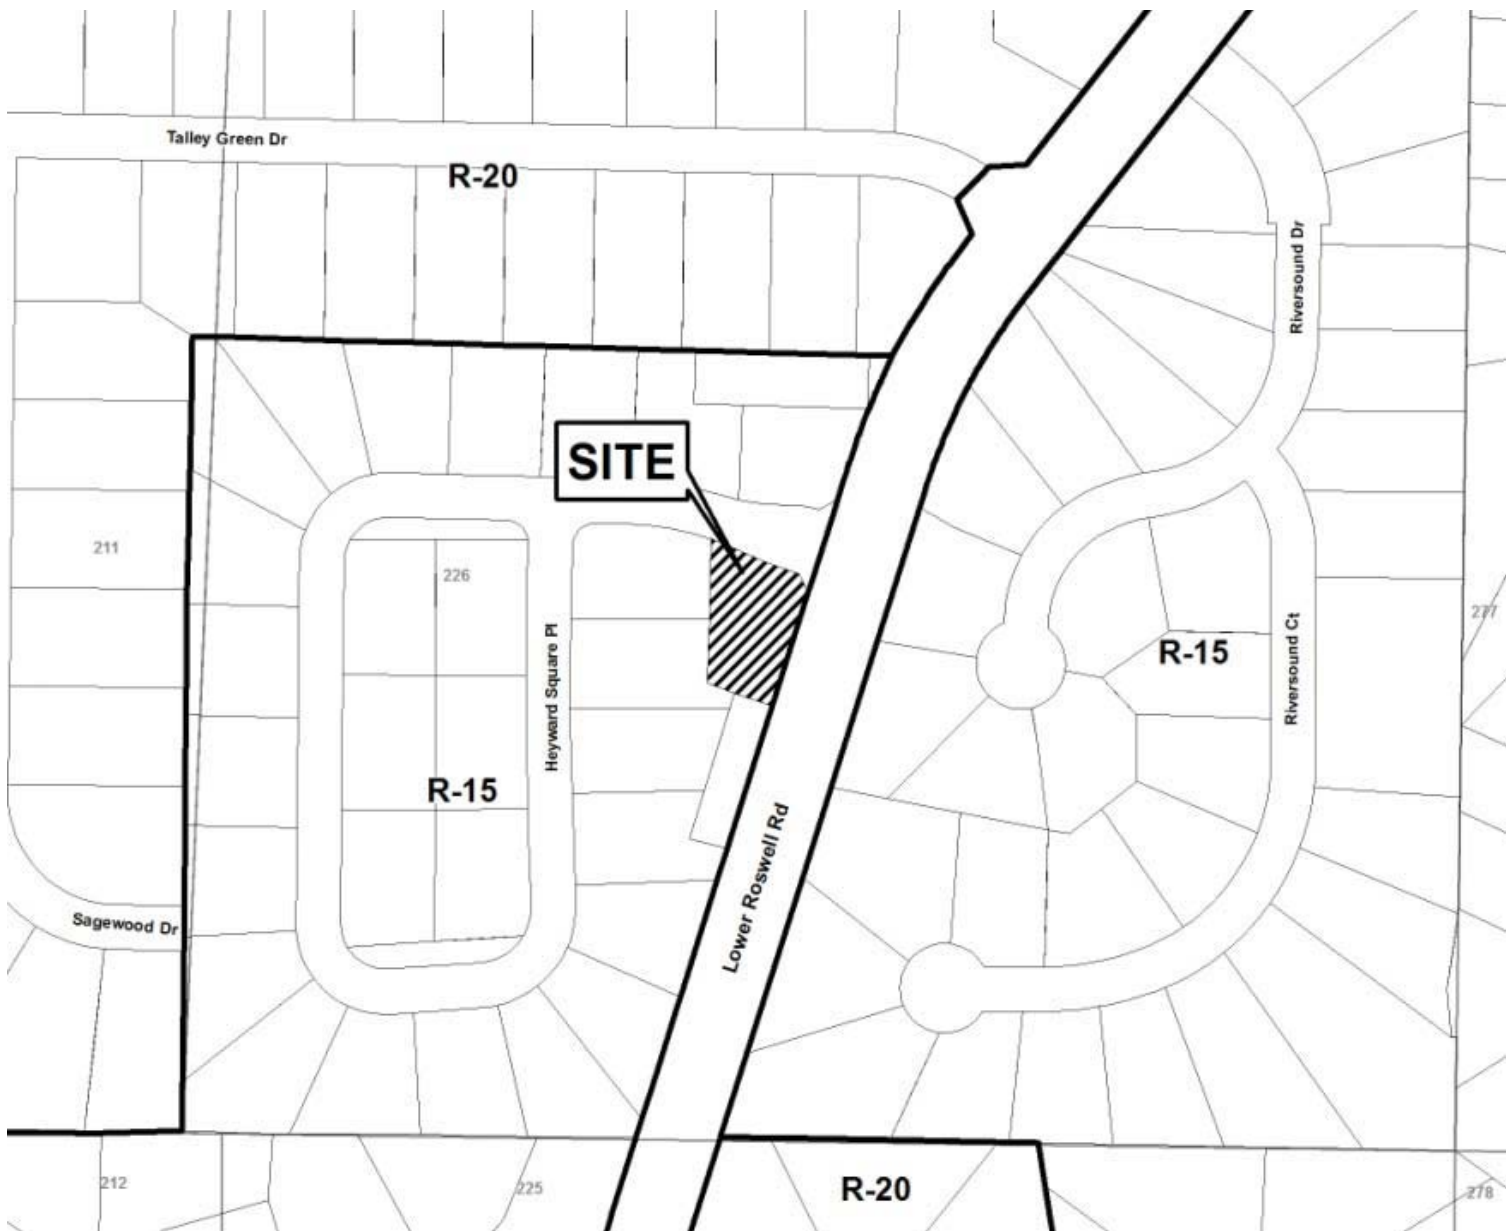 Talley Green Dr
R-20
Riversound Dr
SITE
211
226
277
R-15
Heyward Square Pl
Riversound Ct
R-15
Lower Roswell Rd
Sagewood Dr
212
225
R-20
278